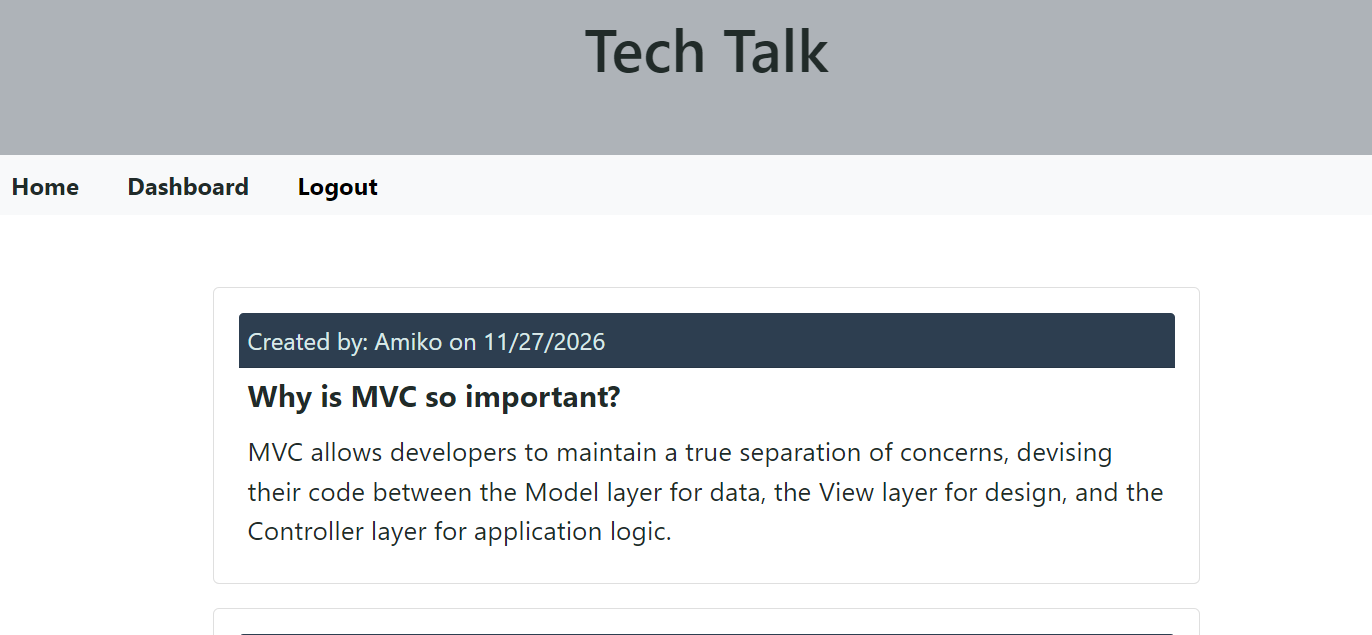 Tech Talk
Home Dashboard Logout
Created by: Amiko on 11/27/2026
Why is MVC so important?
MVC allows developers to maintain a true separation of concerns, devising
their code between the Model layer for data, the View layer for design, and the
Controller layer for application logic.